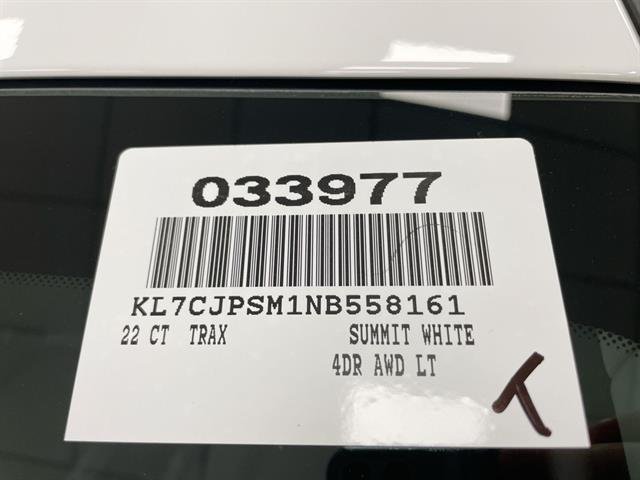 033977
KL7CJPSM1NB558161
22 CT TRAX SUMMIT WHITE
4DR AWD LT